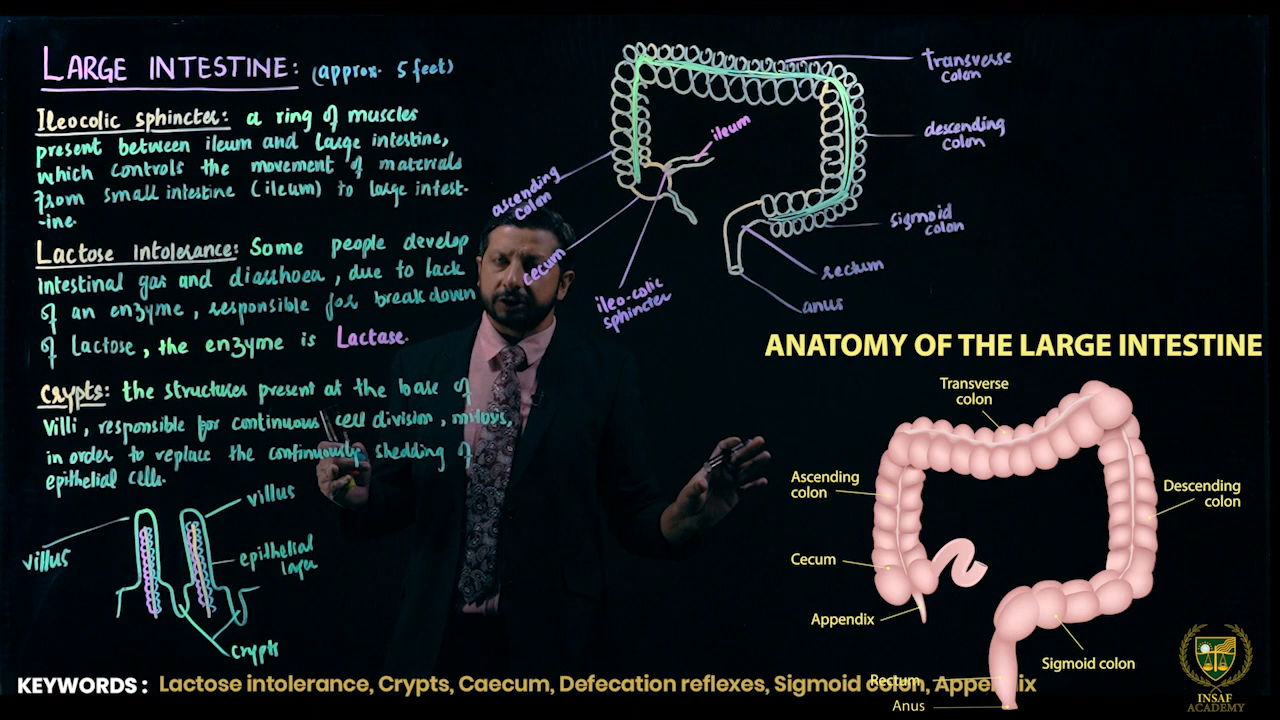 LARGE INTESTINE: (approx. 5 feet)
Ileocolic sphincter: a ring of muscles
present between ileum and large intestine,
which controls the movement of materials
from small intestine (ileum) to large intest-
-ine.
Lactose Intolerance: Some people develop
intestinal gas and diarrhoea, due to lack
of an enzyme, responsible for breakdown
of Lactose, the enzyme is Lactase.
Crypts: the structures present at the base of
Villi, responsible for continuous cell division, mitosis,
in order to replace the continuously shedding of
epithelial cells.
villus
villus
epithelial
layer
crypts
Transverse
colon
descending
colon
sigmoid
colon
rectum
anus
ileum
ascending
colon
cecum
ileo-colic
sphincter
ANATOMY OF THE LARGE INTESTINE
Transverse
colon
Ascending
colon
Descending
colon
Cecum
Appendix
Sigmoid colon
Rectum
Anus
KEYWORDS : Lactose intolerance, Crypts, Caecum, Defecation reflexes, Sigmoid colon, Appendix
INSAF
ACADEMY